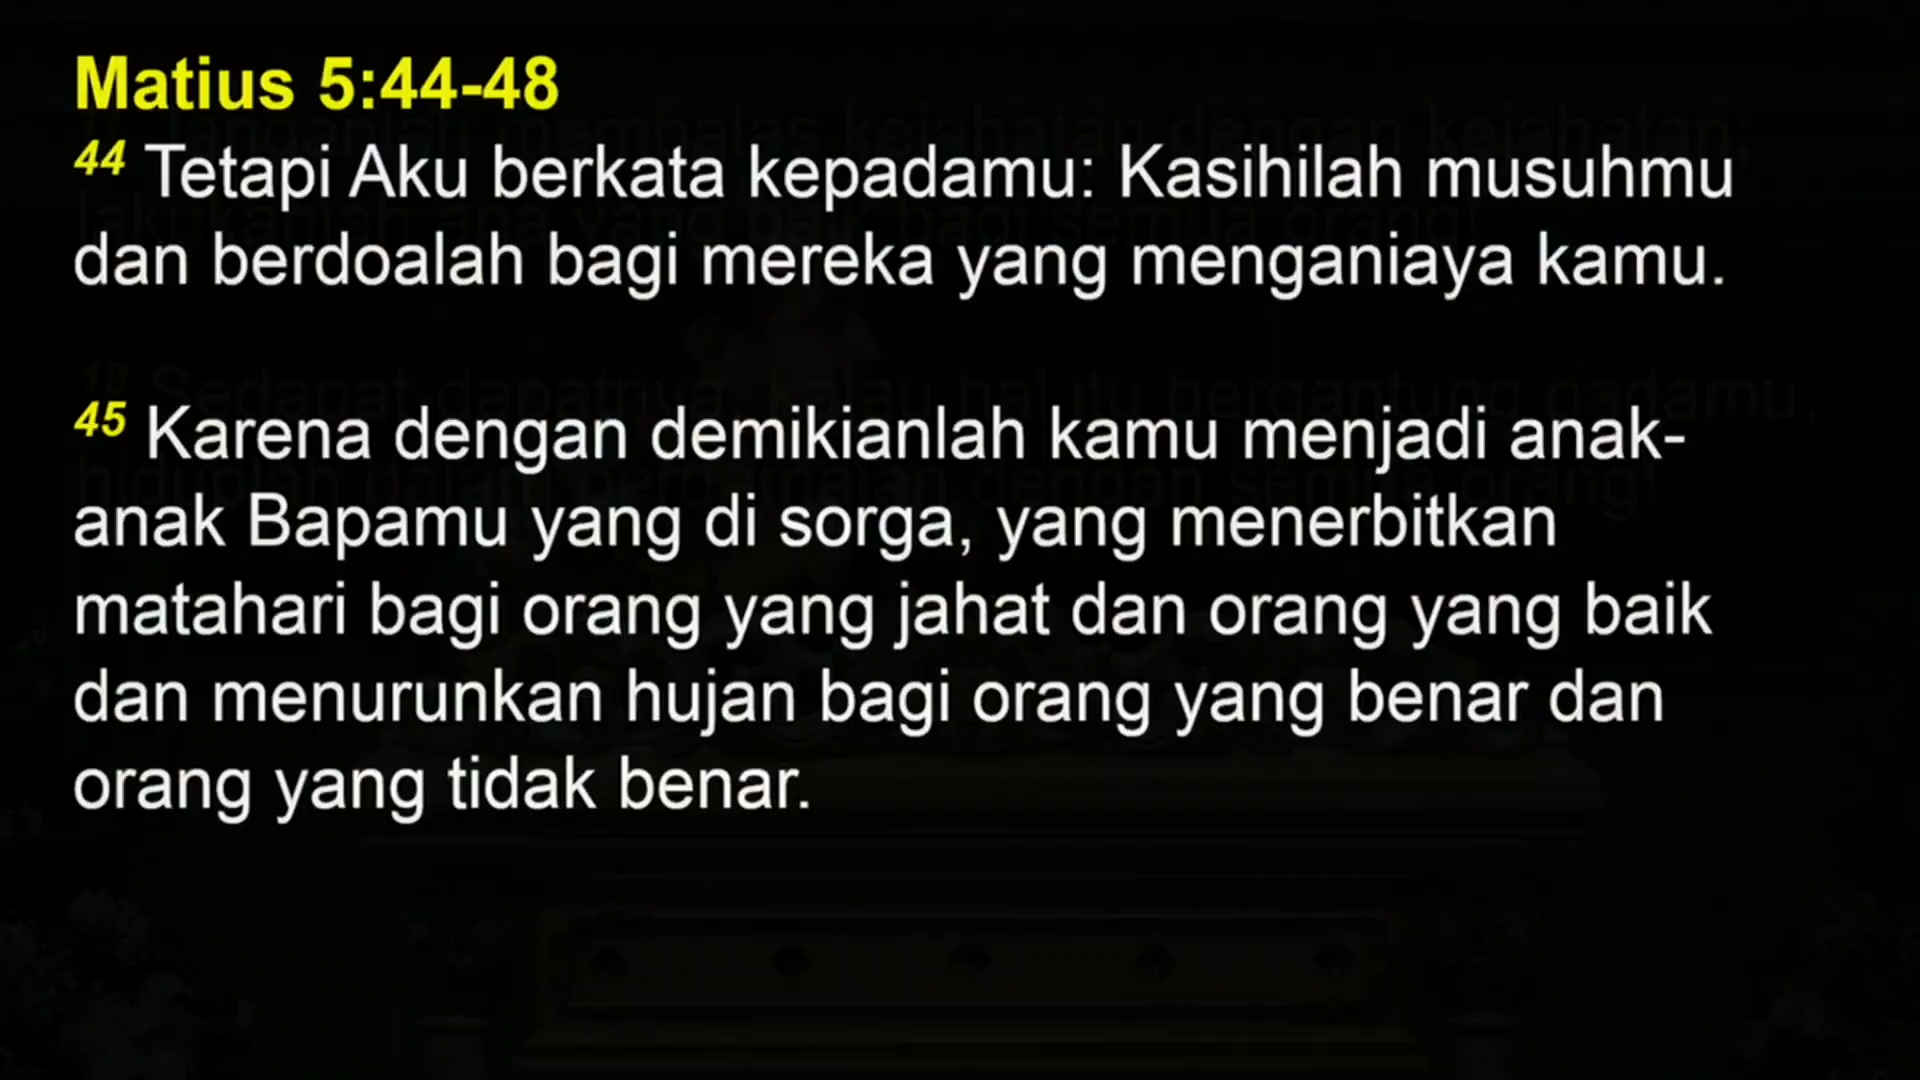 Matius 5:44-48
44 Tetapi Aku berkata kepadamu: Kasihilah musuhmu
dan berdoalah bagi mereka yang menganiaya kamu.
45 Karena dengan demikianlah kamu menjadi anak-
anak Bapamu yang di sorga, yang menerbitkan
matahari bagi orang yang jahat dan orang yang baik
dan menurunkan hujan bagi orang yang benar dan
orang yang tidak benar.